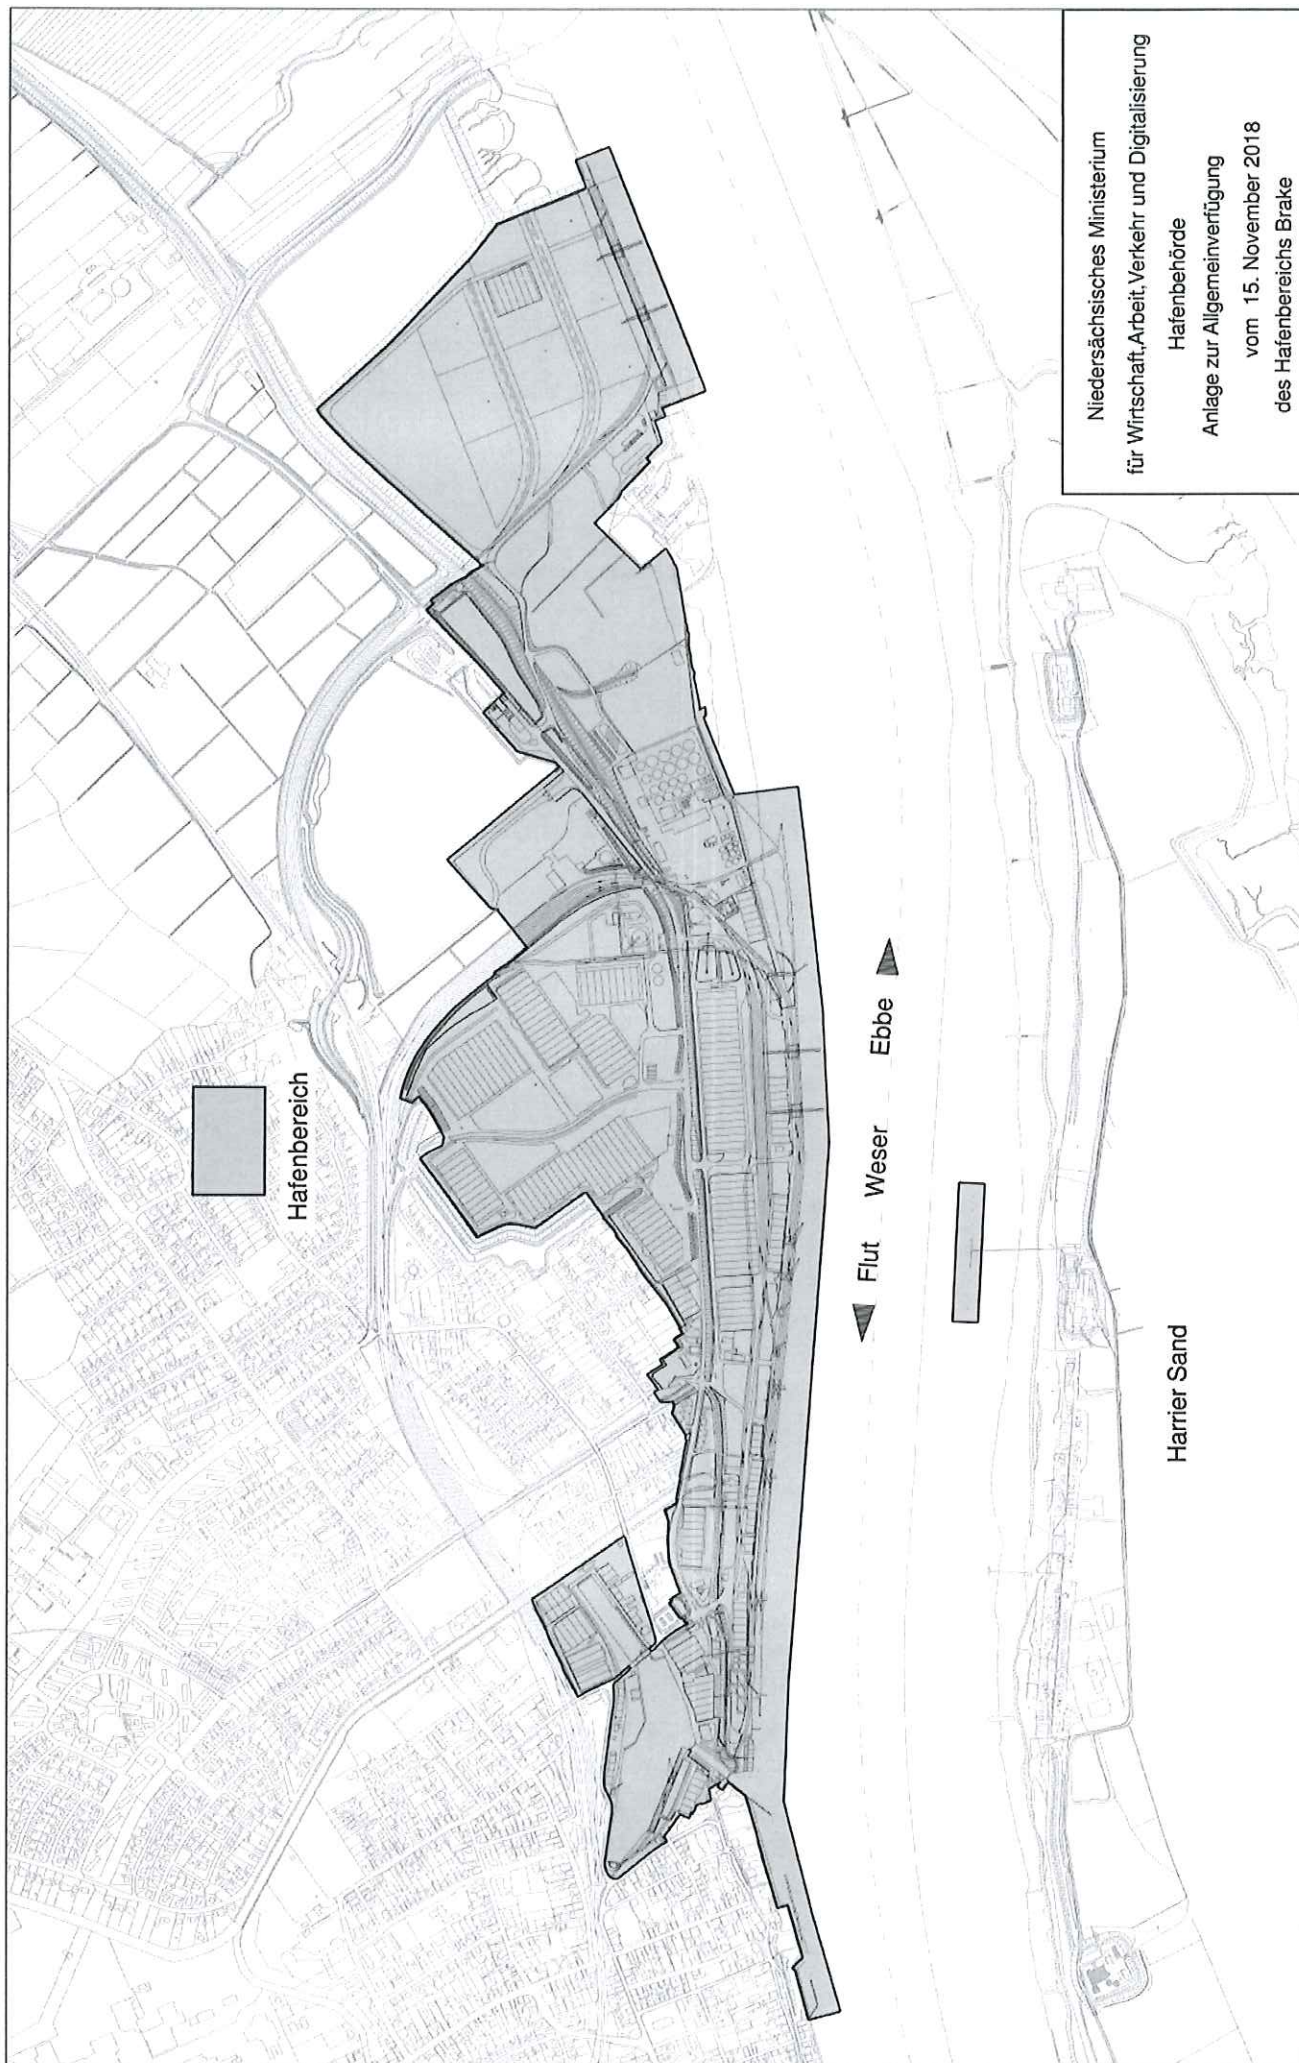 Hafenbereich
Flut Weser Ebbe
Harrier Sand
Niedersächsisches Ministerium
für Wirtschaft,Arbeit,Verkehr und Digitalisierung
Hafenbehörde
Anlage zur Allgemeinverfügung
vom 15. November 2018
des Hafenbereichs Brake